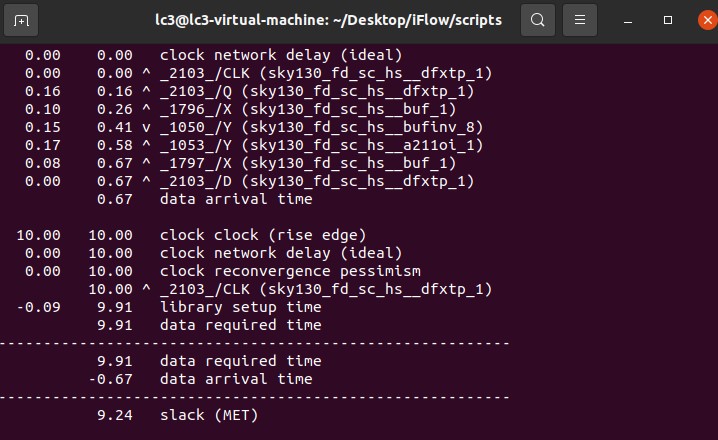 lc3@lc3-virtual-machine: ~/Desktop/iFlow/scripts
0.00 0.00 clock network delay (ideal)
0.00 0.00 ^ _2103_/CLK (sky130_fd_sc_hs__dfxtp_1)
0.16 0.16 ^ _2103_/Q (sky130_fd_sc_hs__dfxtp_1)
0.10 0.26 ^ _1796_/X (sky130_fd_sc_hs__buf_1)
0.15 0.41 v _1050_/Y (sky130_fd_sc_hs__bufinv_8)
0.17 0.58 ^ _1053_/Y (sky130_fd_sc_hs__a211oi_1)
0.08 0.67 ^ _1797_/X (sky130_fd_sc_hs__buf_1)
0.00 0.67 ^ _2103_/D (sky130_fd_sc_hs__dfxtp_1)
0.67 data arrival time
10.00 10.00 clock clock (rise edge)
0.00 10.00 clock network delay (ideal)
0.00 10.00 clock reconvergence pessimism
10.00 ^ _2103_/CLK (sky130_fd_sc_hs__dfxtp_1)
-0.09 9.91 library setup time
9.91 data required time
---------------------------------------------------------
9.91 data required time
-0.67 data arrival time
---------------------------------------------------------
9.24 slack (MET)